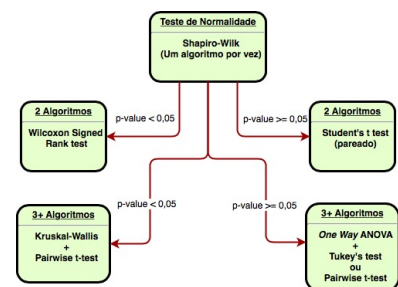 Teste de Normalidade
Shapiro-Wilk
(Um algoritmo por vez)
2 Algoritmos
Wilcoxon Signed
Rank test
p-value < 0,05
p-value >= 0,05
2 Algoritmos
Student's t test
(pareado)
p-value < 0,05
p-value >= 0,05
3+ Algoritmos
Kruskal-Wallis
+
Pairwise t-test
3+ Algoritmos
One Way ANOVA
+
Tukey's test
ou
Pairwise t-test